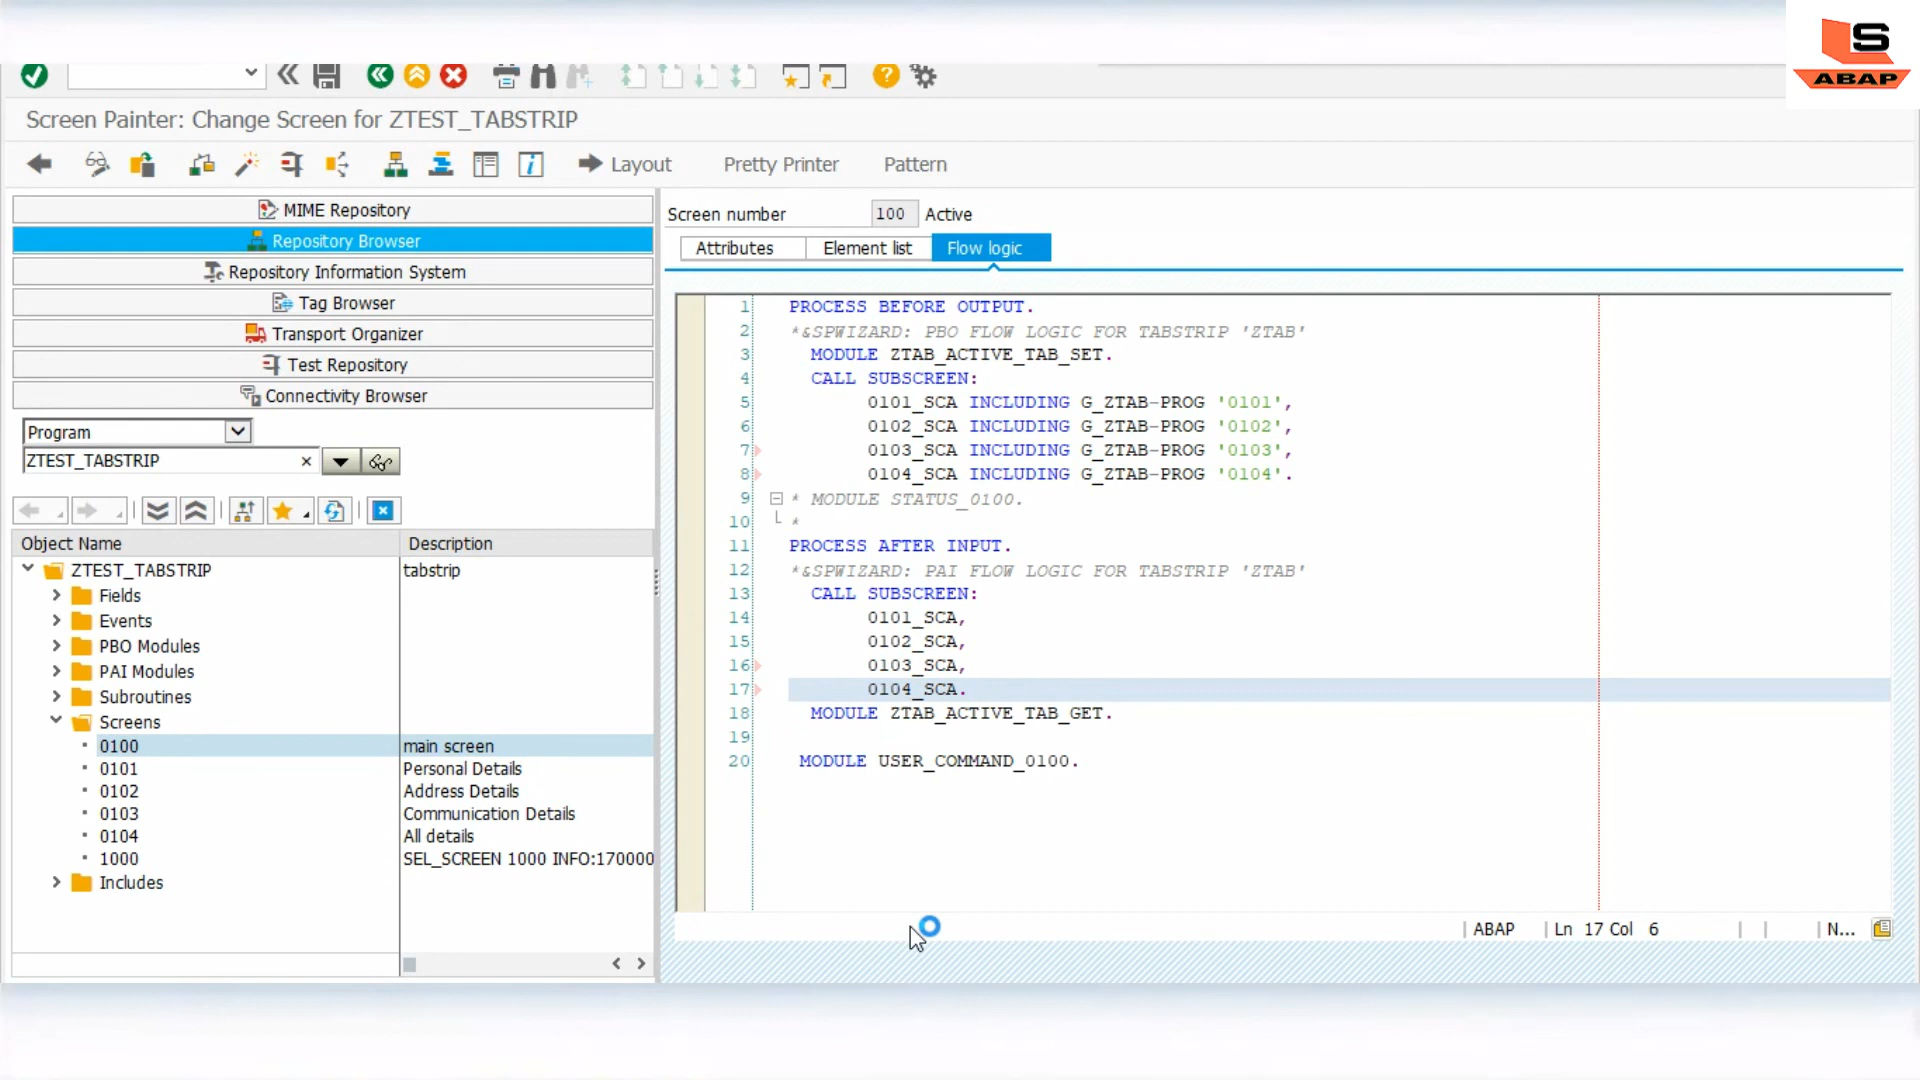 S
ABAP
Screen Painter: Change Screen for ZTEST_TABSTRIP
Layout
Pretty Printer
Pattern
MIME Repository
Repository Browser
Repository Information System
Tag Browser
Transport Organizer
Test Repository
Connectivity Browser
Program
ZTEST_TABSTRIP
Object Name Description
ZTEST_TABSTRIP tabstrip
Fields
Events
PBO Modules
PAI Modules
Subroutines
Screens
0100 main screen
0101 Personal Details
0102 Address Details
0103 Communication Details
0104 All details
1000 SEL_SCREEN 1000 INFO:170000
Includes
Screen number 100 Active
Attributes Element list Flow logic
1 PROCESS BEFORE OUTPUT.
2 *&SPWIZARD: PBO FLOW LOGIC FOR TABSTRIP 'ZTAB'
3 MODULE ZTAB_ACTIVE_TAB_SET.
4 CALL SUBSCREEN:
5 0101_SCA INCLUDING G_ZTAB-PROG '0101',
6 0102_SCA INCLUDING G_ZTAB-PROG '0102',
7 0103_SCA INCLUDING G_ZTAB-PROG '0103',
8 0104_SCA INCLUDING G_ZTAB-PROG '0104'.
9 * MODULE STATUS_0100.
10 *
11 PROCESS AFTER INPUT.
12 *&SPWIZARD: PAI FLOW LOGIC FOR TABSTRIP 'ZTAB'
13 CALL SUBSCREEN:
14 0101_SCA,
15 0102_SCA,
16 0103_SCA,
17 0104_SCA.
18 MODULE ZTAB_ACTIVE_TAB_GET.
19
20 MODULE USER_COMMAND_0100.
ABAP Ln 17 Col 6 N...